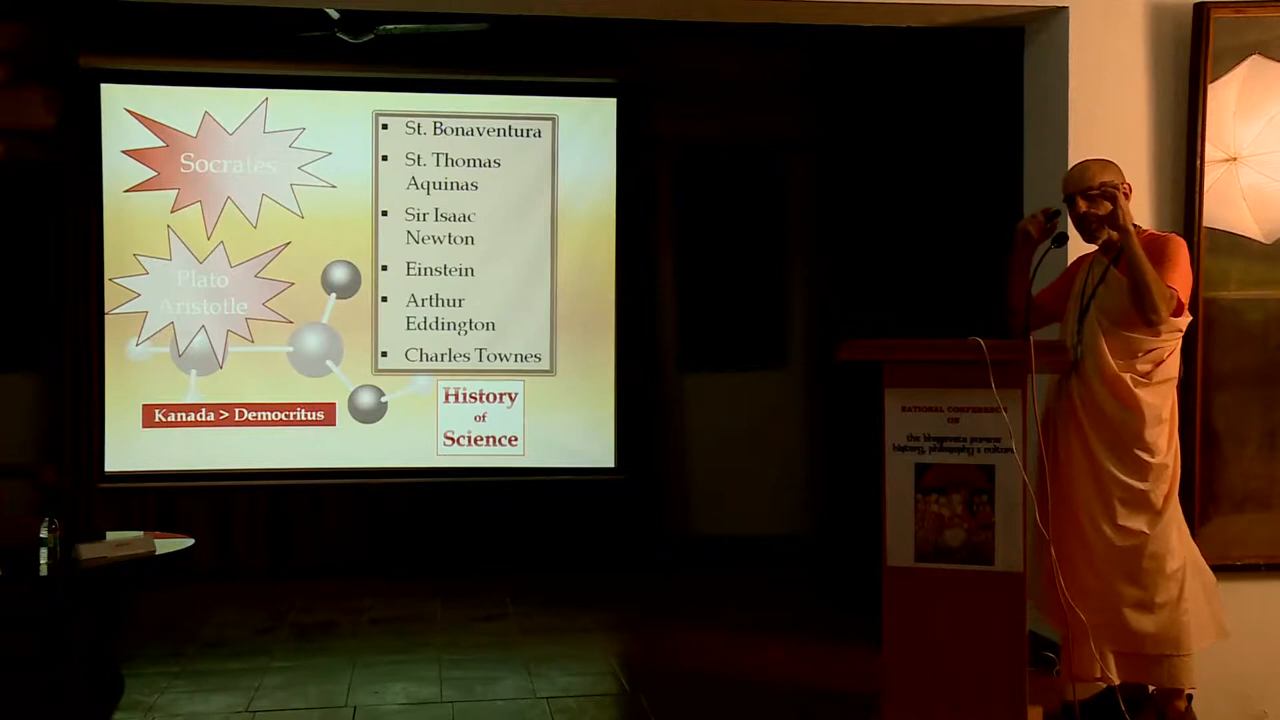 Socrates
Plato
Aristotle
Kanada > Democritus
▪ St. Bonaventura
▪ St. Thomas
Aquinas
▪ Sir Isaac
Newton
▪ Einstein
▪ Arthur
Eddington
▪ Charles Townes
History
of
Science
NATIONAL CONFERENCE
ON
the bhagavata purana
history, philosophy & culture